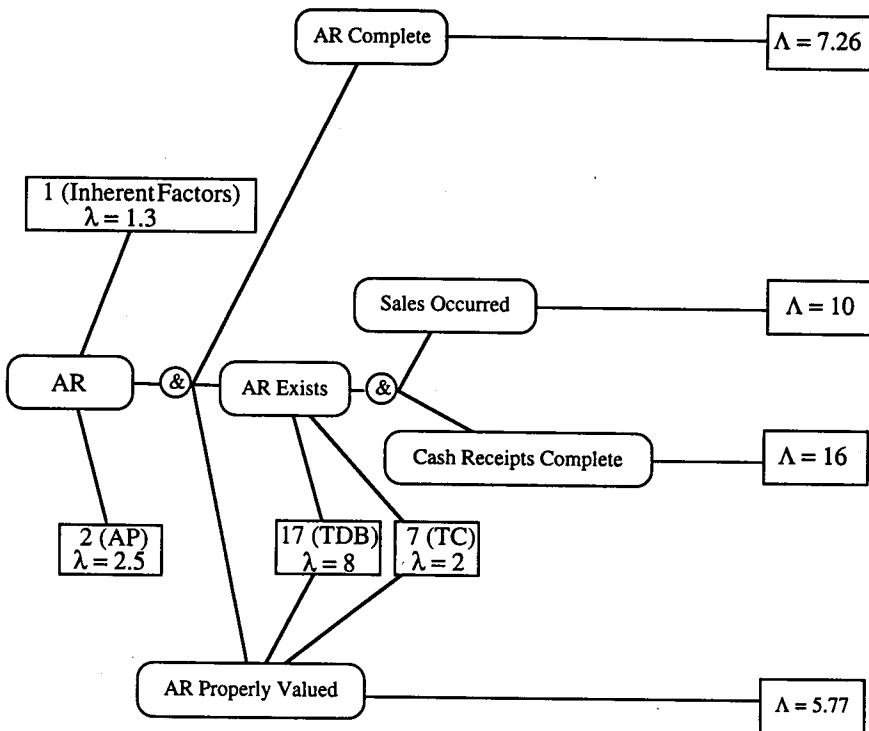 AR Complete
Λ = 7.26
1 (Inherent Factors)
λ = 1.3
Sales Occurred
Λ = 10
AR
&
AR Exists
&
Cash Receipts Complete
Λ = 16
2 (AP)
λ = 2.5
17 (TDB)
λ = 8
7 (TC)
λ = 2
AR Properly Valued
Λ = 5.77